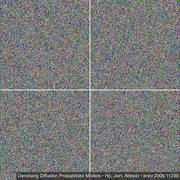 Denoising Diffusion Probabilistic Models • Ho, Jain, Abbeel • arxiv:2006.11239